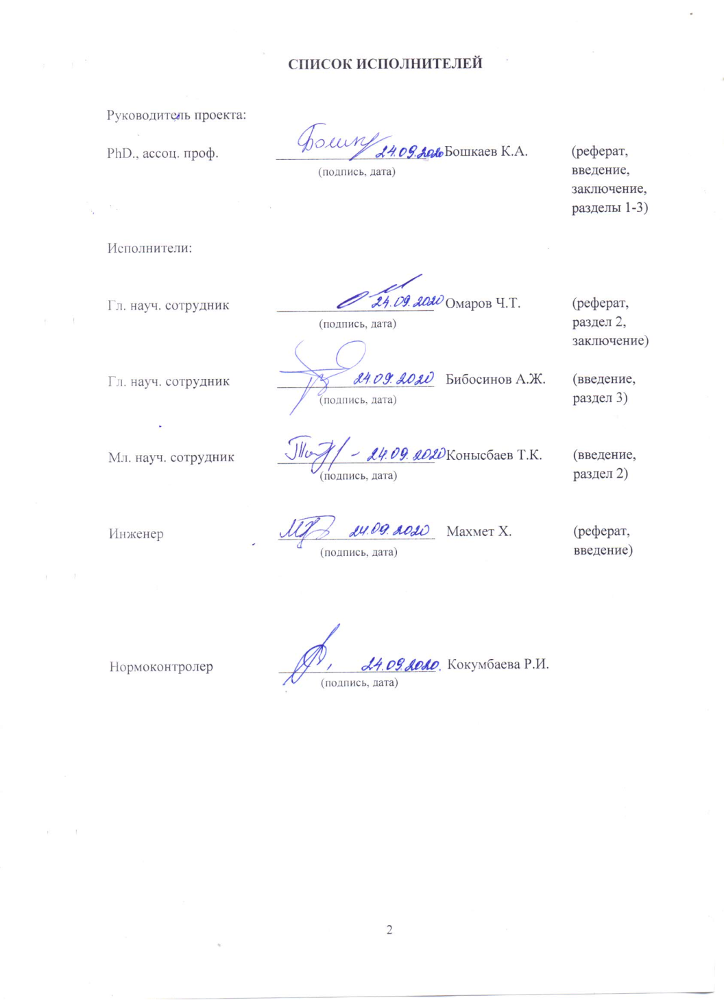 СПИСОК ИСПОЛНИТЕЛЕЙ
Руководитель проекта:
PhD., ассоц. проф. 24.09.2020 Бошкаев К.А. (реферат,
(подпись, дата) введение,
заключение,
разделы 1-3)
Исполнители:
Гл. науч. сотрудник 24.09.2020 Омаров Ч.Т. (реферат,
(подпись, дата) раздел 2,
заключение)
Гл. науч. сотрудник 24.09.2020 Бибосинов А.Ж. (введение,
(подпись, дата) раздел 3)
Мл. науч. сотрудник 24.09.2020 Конысбаев Т.К. (введение,
(подпись, дата) раздел 2)
Инженер 24.09.2020 Махмет Х. (реферат,
(подпись, дата) введение)
Нормоконтролер 24.09.2020. Кокумбаева Р.И.
(подпись, дата)
2